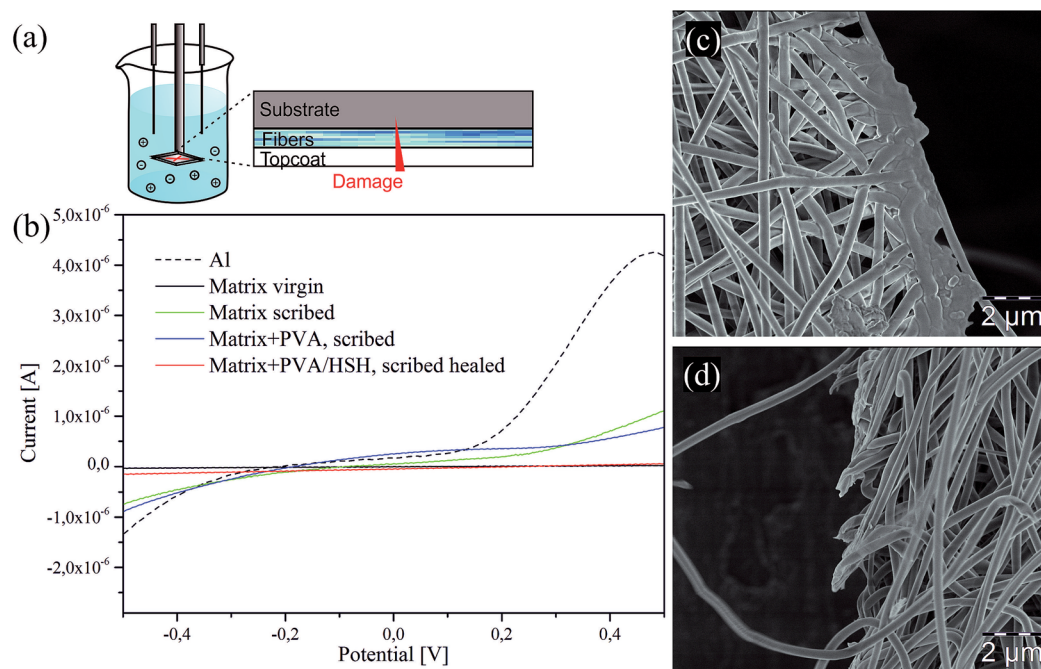 (a)
Substrate
Fibers
Topcoat
Damage
(b)
5,0x10⁻⁶
4,0x10⁻⁶
3,0x10⁻⁶
2,0x10⁻⁶
1,0x10⁻⁶
0,0
-1,0x10⁻⁶
-2,0x10⁻⁶
Current [A]
Al
Matrix virgin
Matrix scribed
Matrix+PVA, scribed
Matrix+PVA/HSH, scribed healed
-0,4 -0,2 0,0 0,2 0,4
Potential [V]
(c)
2 µm
(d)
2 µm